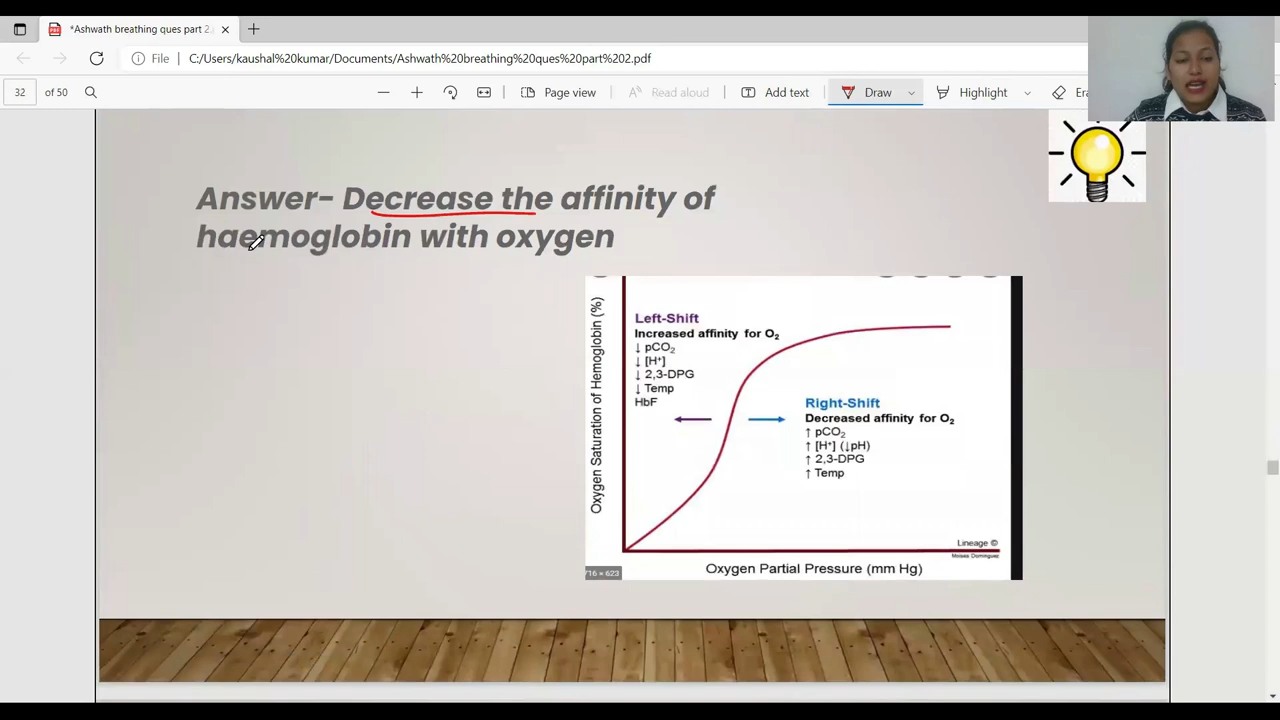 *Ashwath breathing ques part 2.
File
C:/Users/kaushal%20kumar/Documents/Ashwath%20breathing%20ques%20part%202.pdf
32 of 50
Page view
Read aloud
Add text
Draw
Highlight
Era
Answer- Decrease the affinity of
haemoglobin with oxygen
Oxygen Saturation of Hemoglobin (%)
Left-Shift
Increased affinity for O₂
↓ pCO₂
↓ [H⁺]
↓ 2,3-DPG
↓ Temp
HbF
Right-Shift
Decreased affinity for O₂
↑ pCO₂
↑ [H⁺] (↓pH)
↑ 2,3-DPG
↑ Temp
Lineage ©
Moises Dominguez
Oxygen Partial Pressure (mm Hg)
716 × 623